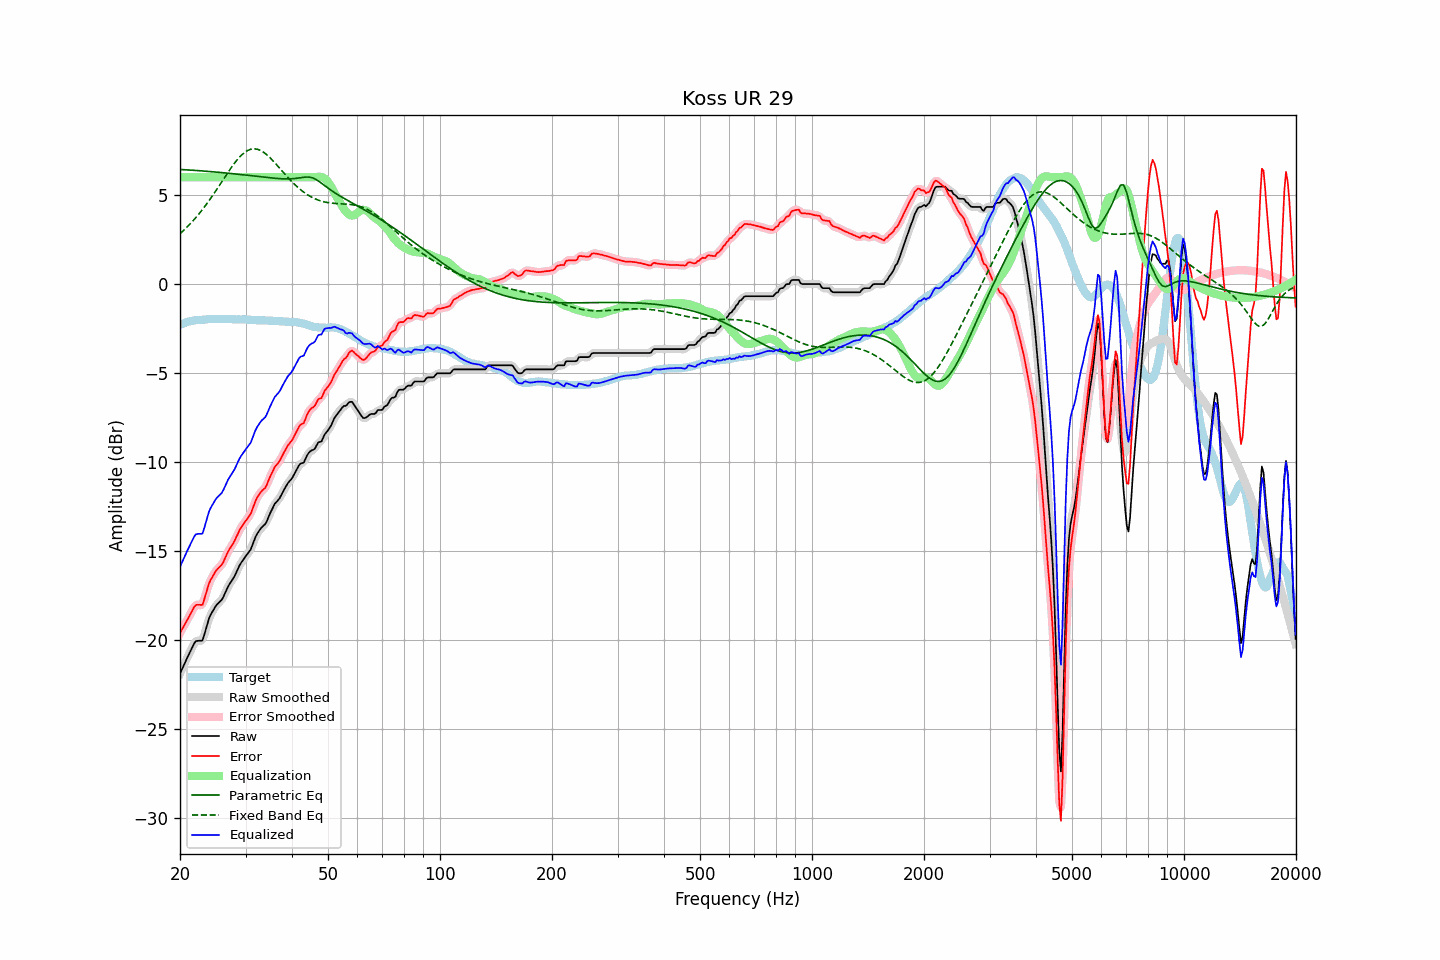 Koss UR 29
Amplitude (dBr)
5
0
−5
−10
−15
−20
−25
−30
Target
Raw Smoothed
Error Smoothed
Raw
Error
Equalization
Parametric Eq
Fixed Band Eq
Equalized
20 50 100 200 500 1000 2000 5000 10000 20000
Frequency (Hz)